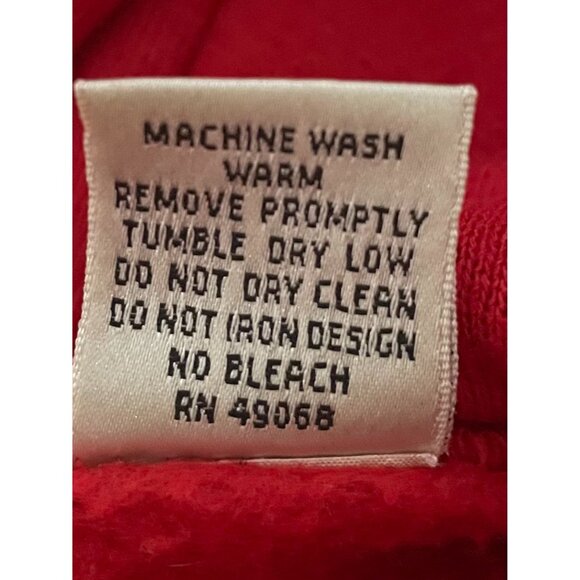 MACHINE WASH
WARM
REMOVE PROMPTLY
TUMBLE DRY LOW
DO NOT DRY CLEAN
DO NOT IRON DESIGN
NO BLEACH
RN 49068